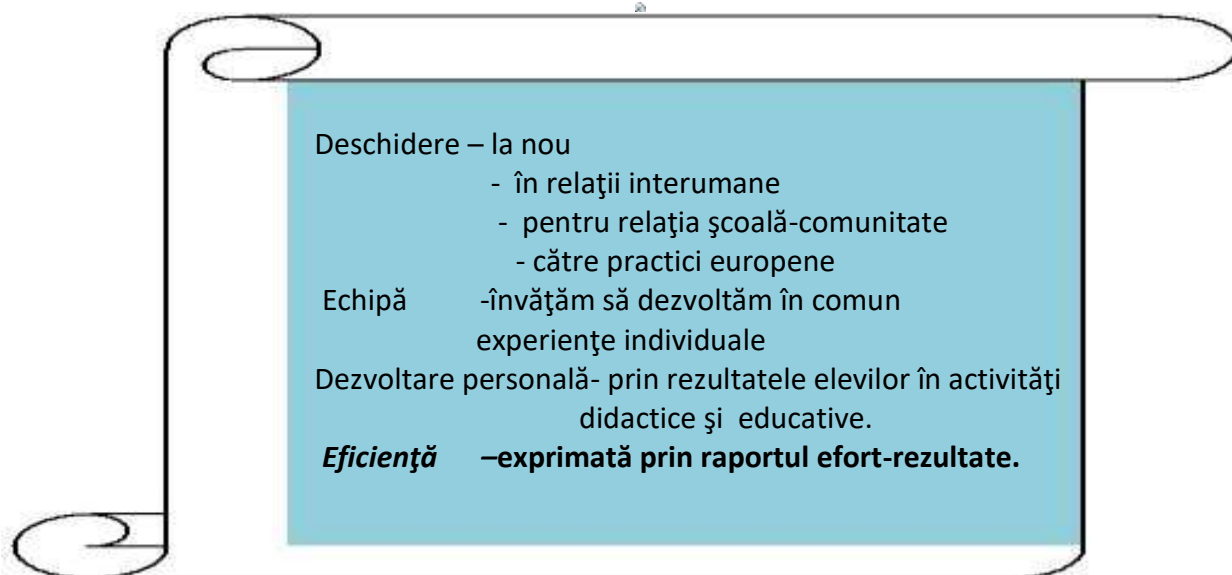 Deschidere – la nou
- în relaţii interumane
- pentru relaţia şcoală-comunitate
- către practici europene
Echipă -învăţăm să dezvoltăm în comun
experienţe individuale
Dezvoltare personală- prin rezultatele elevilor în activităţi
didactice şi educative.
Eficienţă –exprimată prin raportul efort-rezultate.